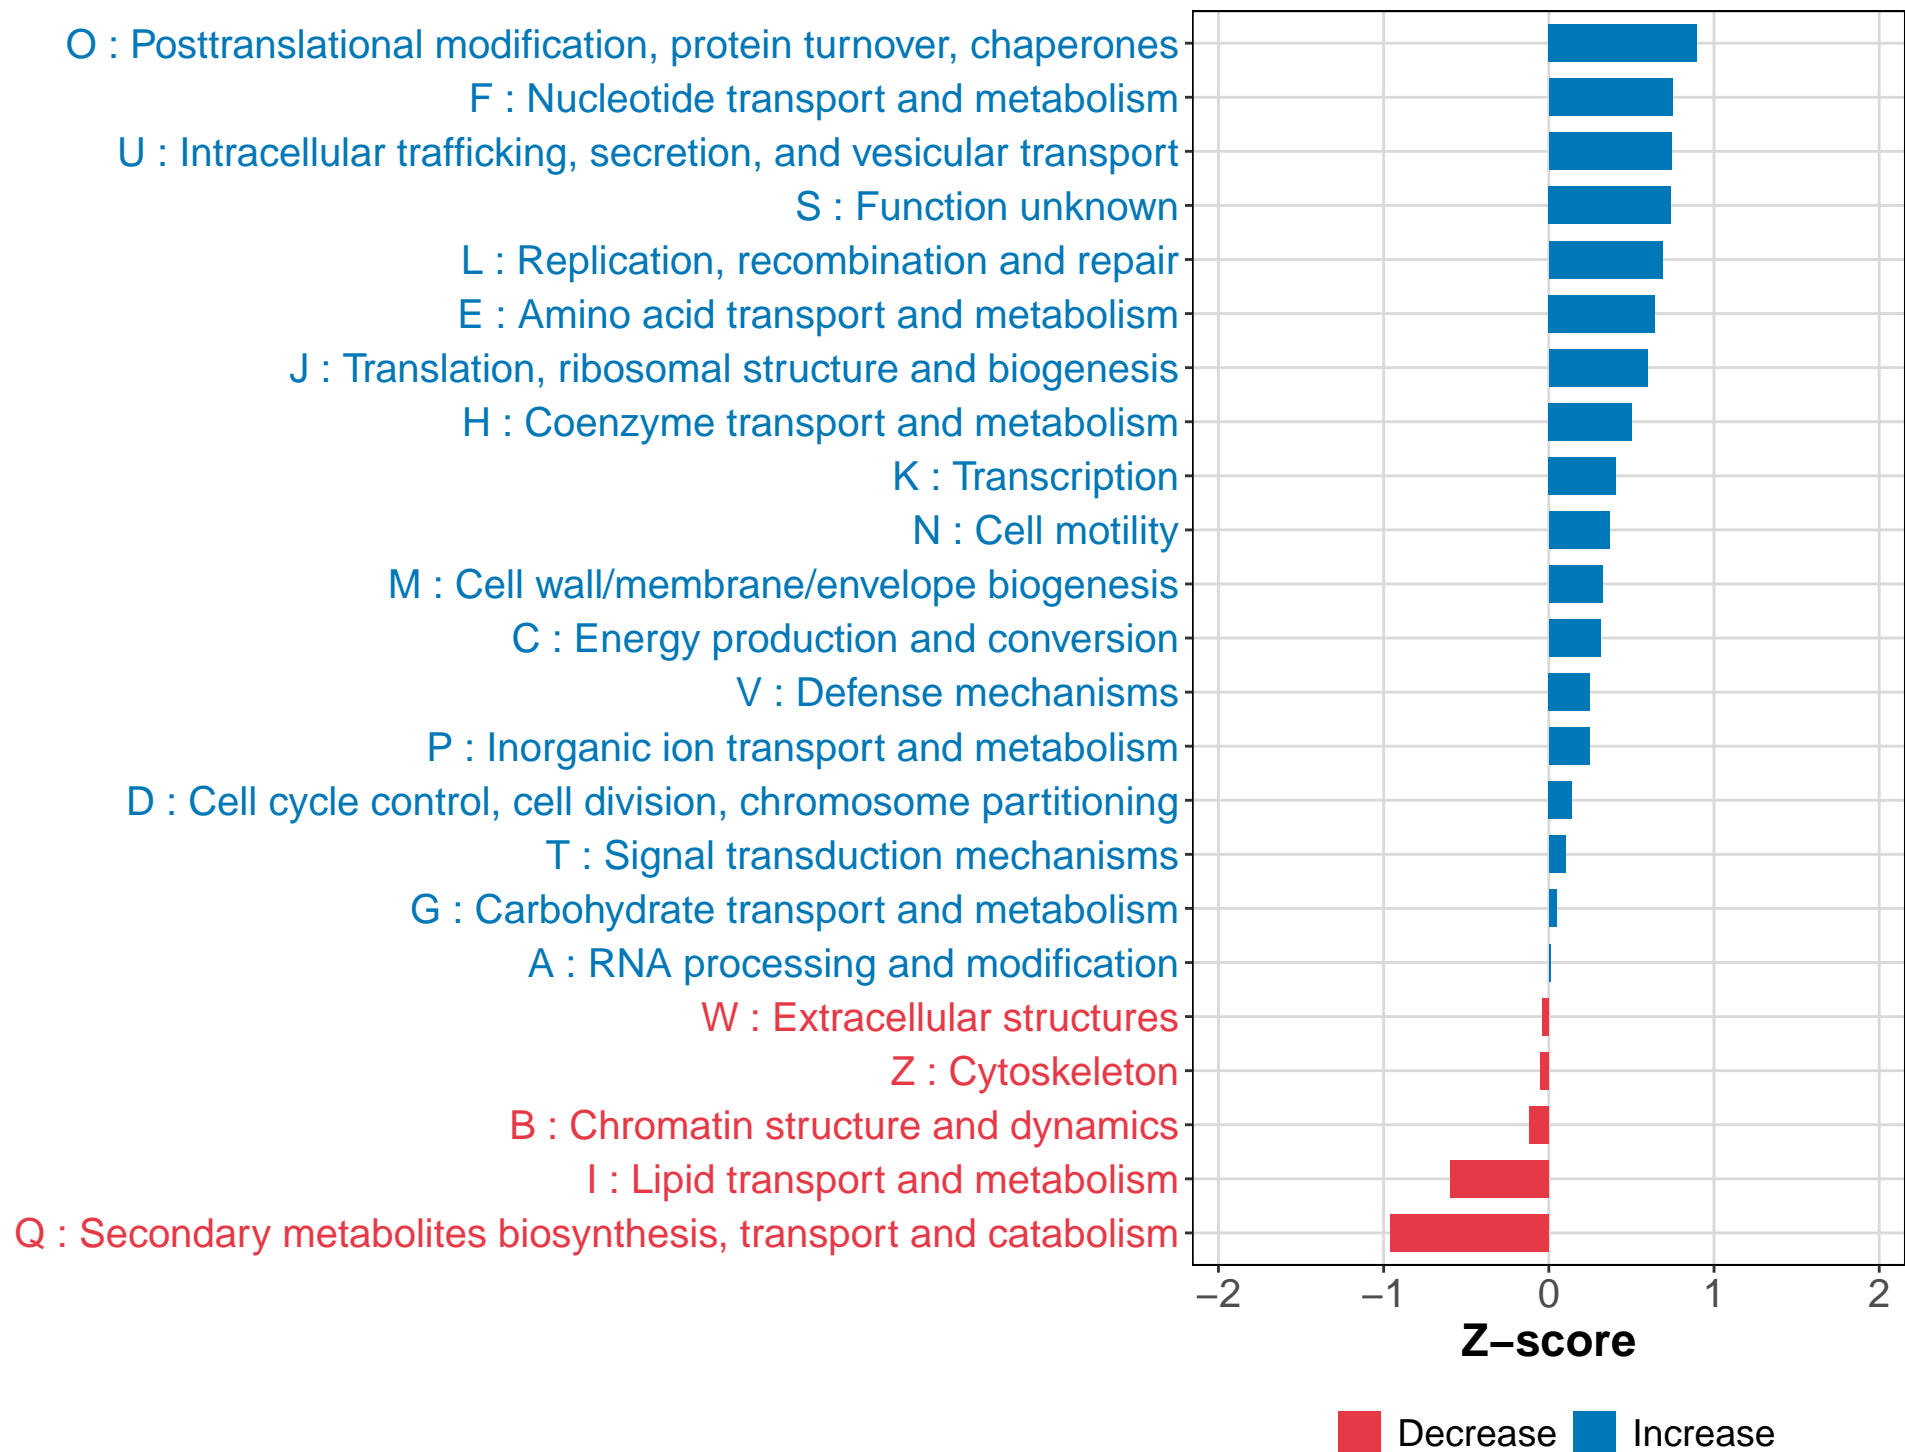 O : Posttranslational modification, protein turnover, chaperones
F : Nucleotide transport and metabolism
U : Intracellular trafficking, secretion, and vesicular transport
S : Function unknown
L : Replication, recombination and repair
E : Amino acid transport and metabolism
J : Translation, ribosomal structure and biogenesis
H : Coenzyme transport and metabolism
K : Transcription
N : Cell motility
M : Cell wall/membrane/envelope biogenesis
C : Energy production and conversion
V : Defense mechanisms
P : Inorganic ion transport and metabolism
D : Cell cycle control, cell division, chromosome partitioning
T : Signal transduction mechanisms
G : Carbohydrate transport and metabolism
A : RNA processing and modification
W : Extracellular structures
Z : Cytoskeleton
B : Chromatin structure and dynamics
I : Lipid transport and metabolism
Q : Secondary metabolites biosynthesis, transport and catabolism
−2 −1 0 1 2
Z−score
Decrease Increase